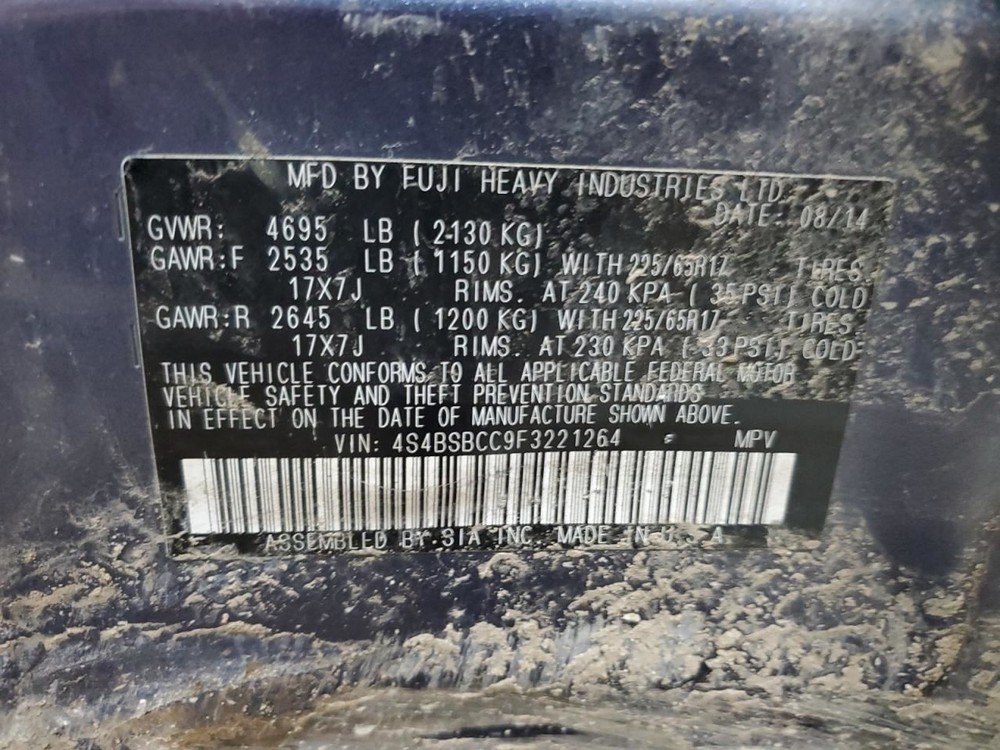 MFD BY FUJI HEAVY INDUSTRIES LTD.
DATE: 08/14
GVWR: 4695 LB ( 2130 KG)
GAWR:F 2535 LB ( 1150 KG) WITH 225/65R17 TIRES
17X7J RIMS. AT 240 KPA ( 35 PSI) COLD
GAWR:R 2645 LB ( 1200 KG) WITH 225/65R17 TIRES
17X7J RIMS. AT 230 KPA ( 33 PSI) COLD
THIS VEHICLE CONFORMS TO ALL APPLICABLE FEDERAL MOTOR
VEHICLE SAFETY AND THEFT PREVENTION STANDARDS
IN EFFECT ON THE DATE OF MANUFACTURE SHOWN ABOVE.
VIN: 4S4BSBCC9F3221264 MPV
ASSEMBLED BY SIA INC. MADE IN U.S.A